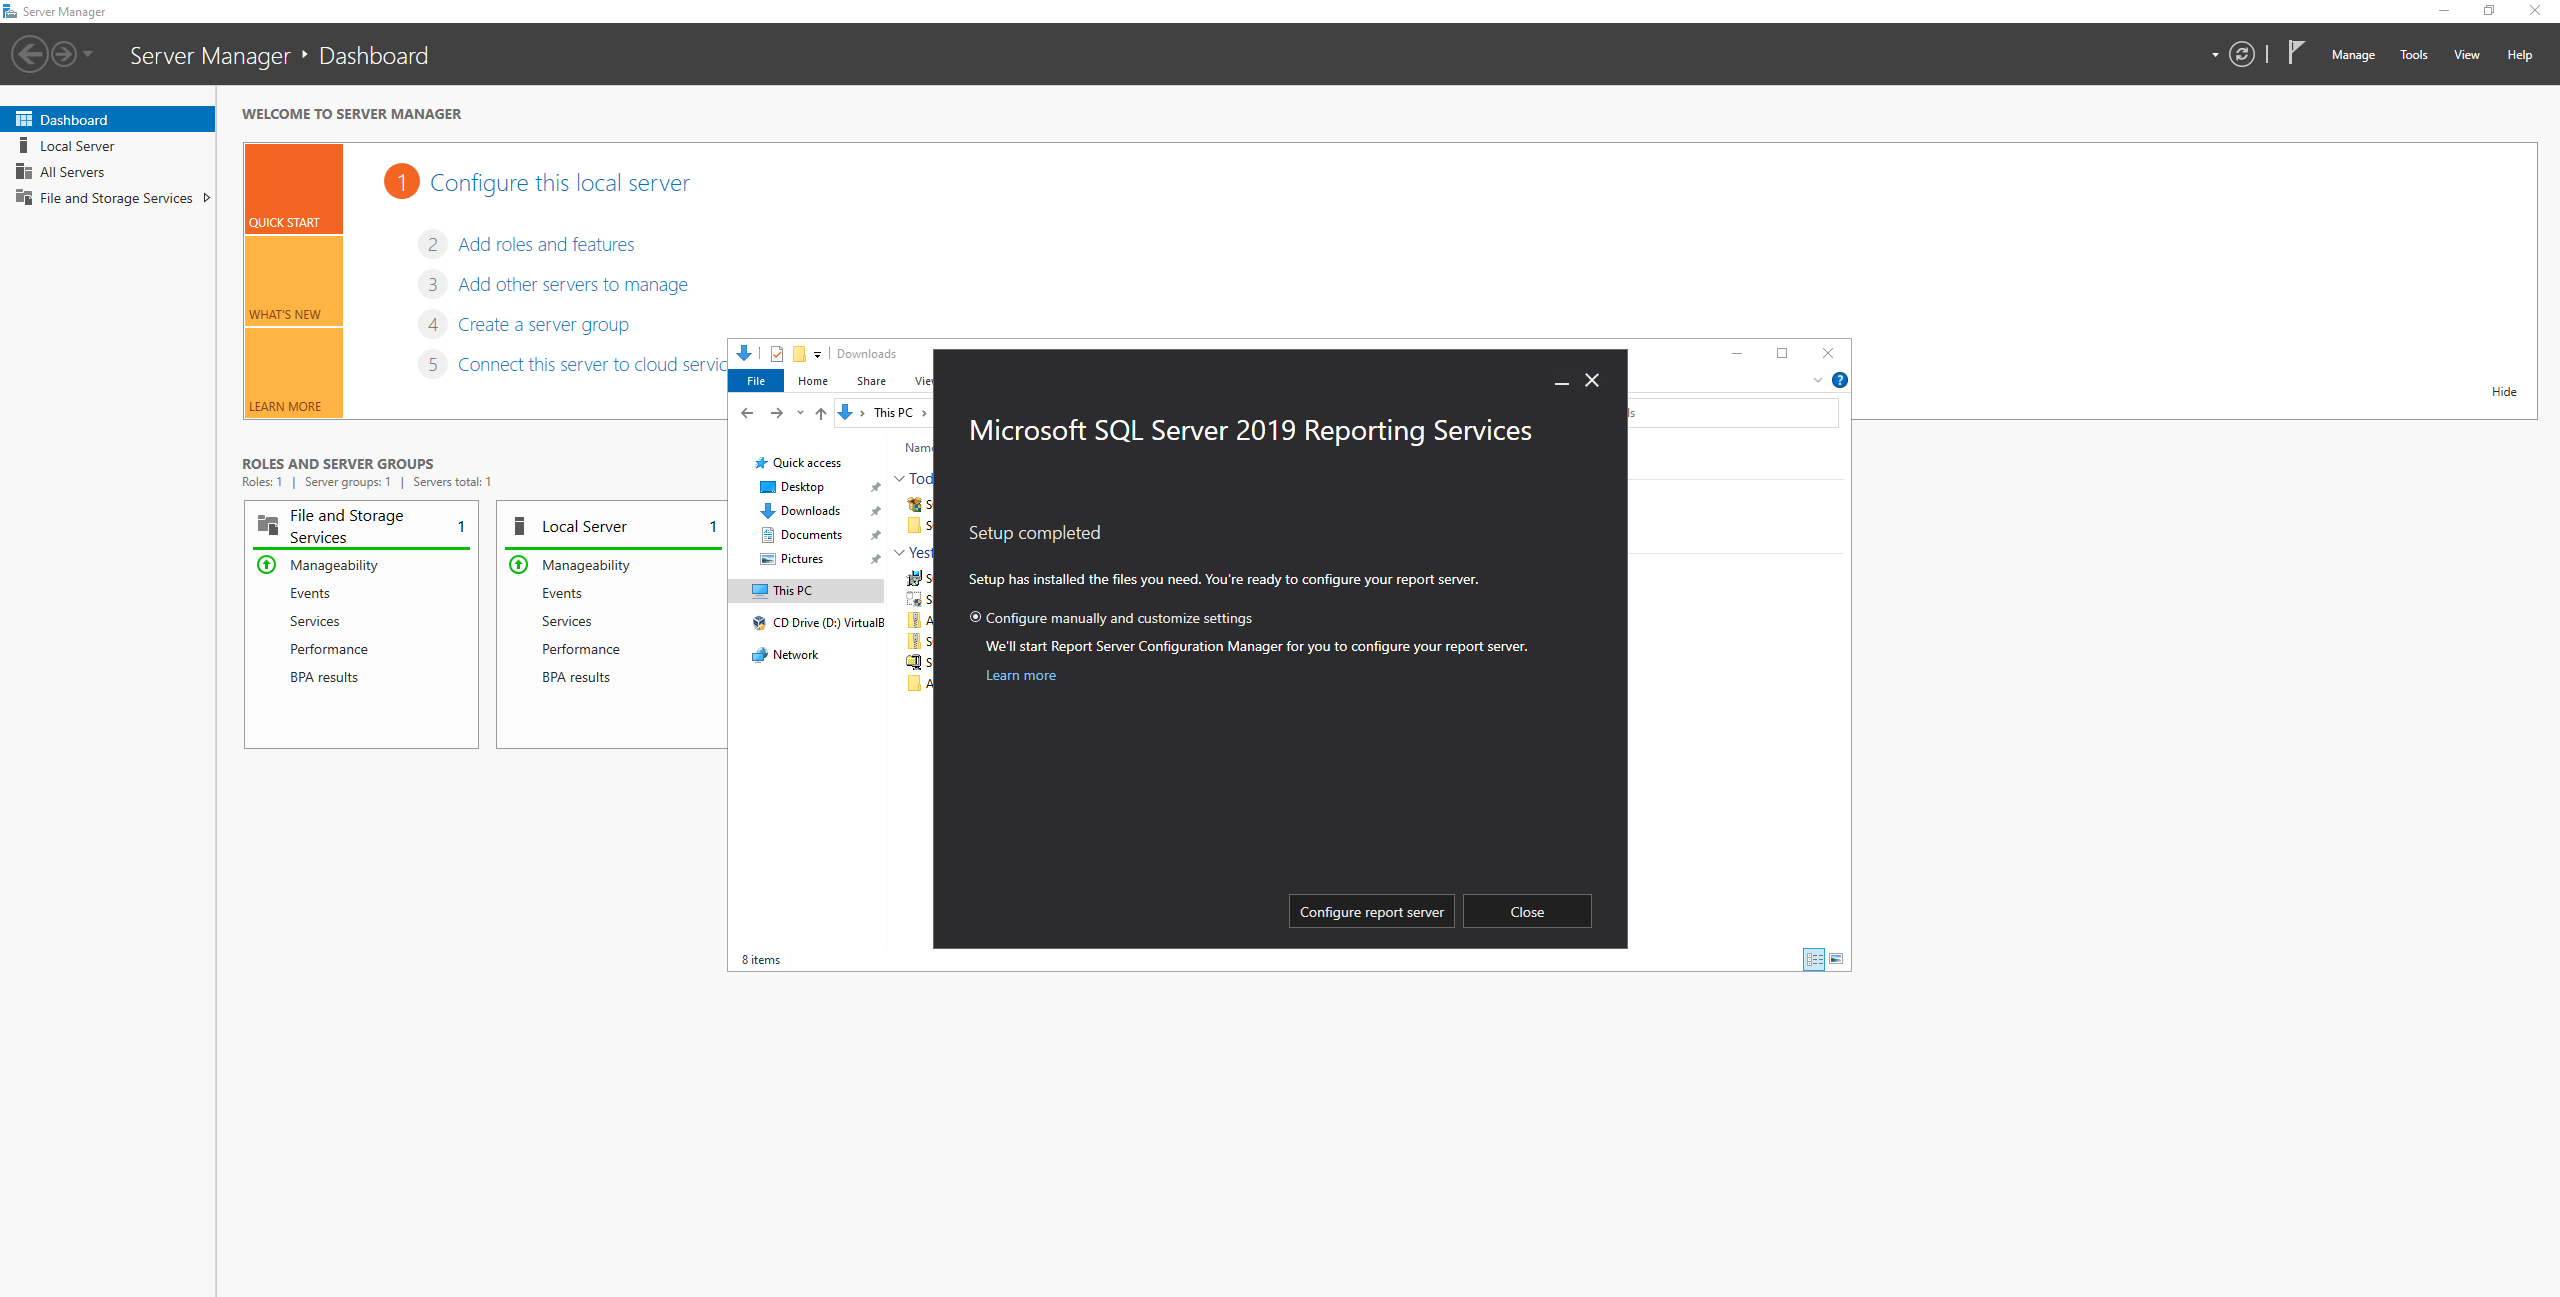 Server Manager
Server Manager Dashboard
Manage
Tools
View
Help
Dashboard
Local Server
All Servers
File and Storage Services
WELCOME TO SERVER MANAGER
QUICK START
WHAT'S NEW
LEARN MORE
1 Configure this local server
2 Add roles and features
3 Add other servers to manage
4 Create a server group
5 Connect this server to cloud
Hide
ROLES AND SERVER GROUPS
Roles: 1 | Server groups: 1 | Servers total: 1
File and Storage
Services
1
Manageability
Events
Services
Performance
BPA results
Local Server 1
Manageability
Events
Services
Performance
BPA results
Downloads
File
Home
Share
This PC
Quick access
Desktop
Downloads
Documents
Pictures
This PC
CD Drive (D:) VirtualB
Network
8 items
Microsoft SQL Server 2019 Reporting Services
Setup completed
Setup has installed the files you need. You're ready to configure your report server.
Configure manually and customize settings
We'll start Report Server Configuration Manager for you to configure your report server.
Learn more
Configure report server
Close